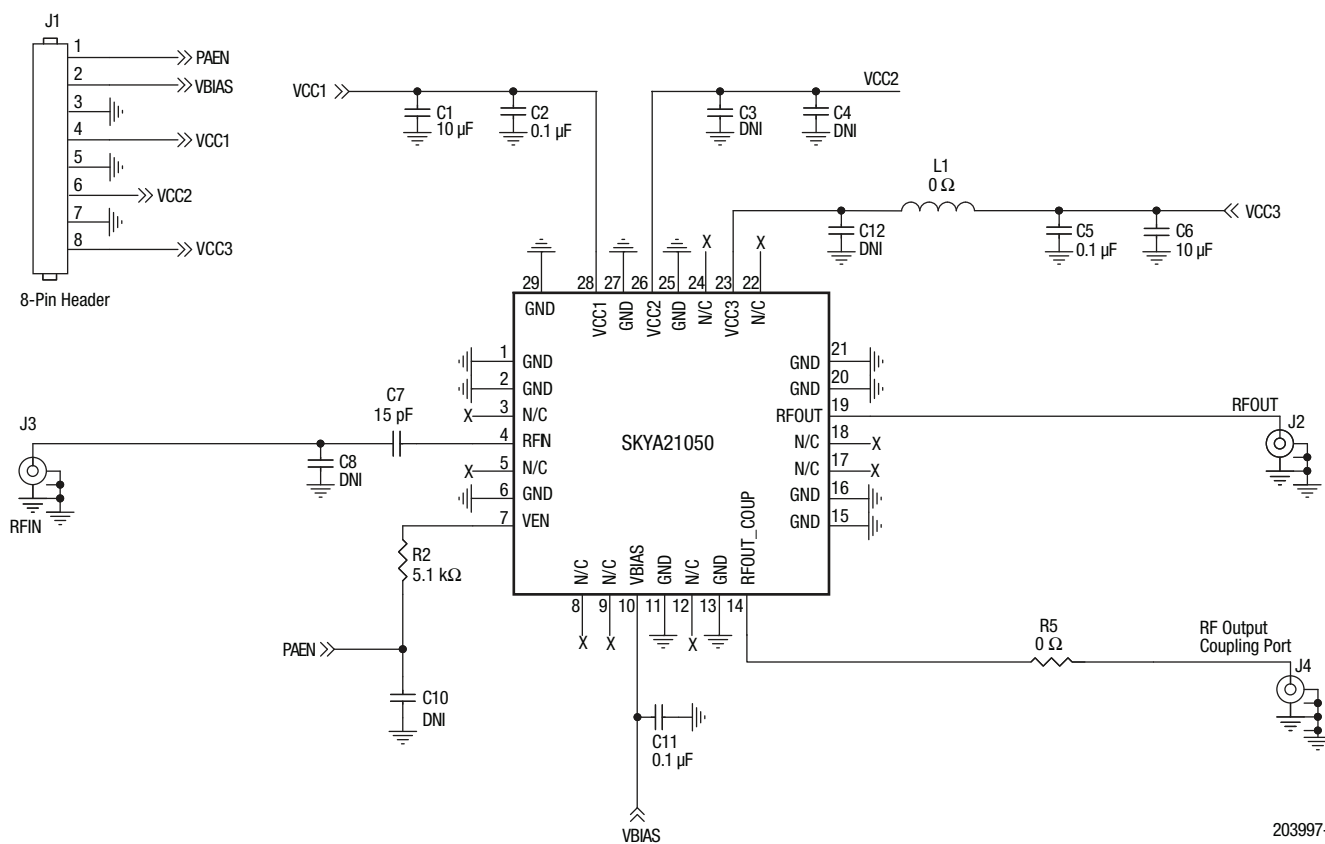 J1
1
PAEN
2
VBIAS
3
4
VCC1
5
6
VCC2
7
8
VCC3
8-Pin Header
VCC1
C1
10 µF
C2
0.1 µF
VCC2
C3
DNI
C4
DNI
L1
0 Ω
VCC3
C12
DNI
C5
0.1 µF
C6
10 µF
X
X
29
28
27
26
25
24
23
22
GND
VCC1
GND
VCC2
GND
N/C
VCC3
N/C
SKYA21050
1
GND
2
GND
X
3
N/C
4
RFIN
X
5
N/C
6
GND
7
VEN
GND
21
GND
20
RFOUT
19
N/C
18
X
N/C
17
X
GND
16
GND
15
RFOUT
J2
J3
RFIN
C7
15 pF
C8
DNI
R2
5.1 kΩ
PAEN
C10
DNI
N/C
N/C
VBIAS
GND
N/C
GND
RFOUT_COUP
8
9
10
11
12
13
14
X
X
X
C11
0.1 µF
VBIAS
R5
0 Ω
RF Output
Coupling Port
J4
203997-